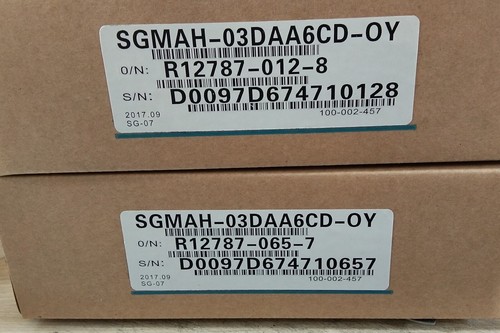 SGMAH-03DAA6CD-OY
O/N: R12787-012-8
S/N: D0097D674710128
2017.09 100-002-457
SG-07
SGMAH-03DAA6CD-OY
O/N: R12787-065-7
S/N: D0097D674710657
2017.09 100-002-457
SG-07